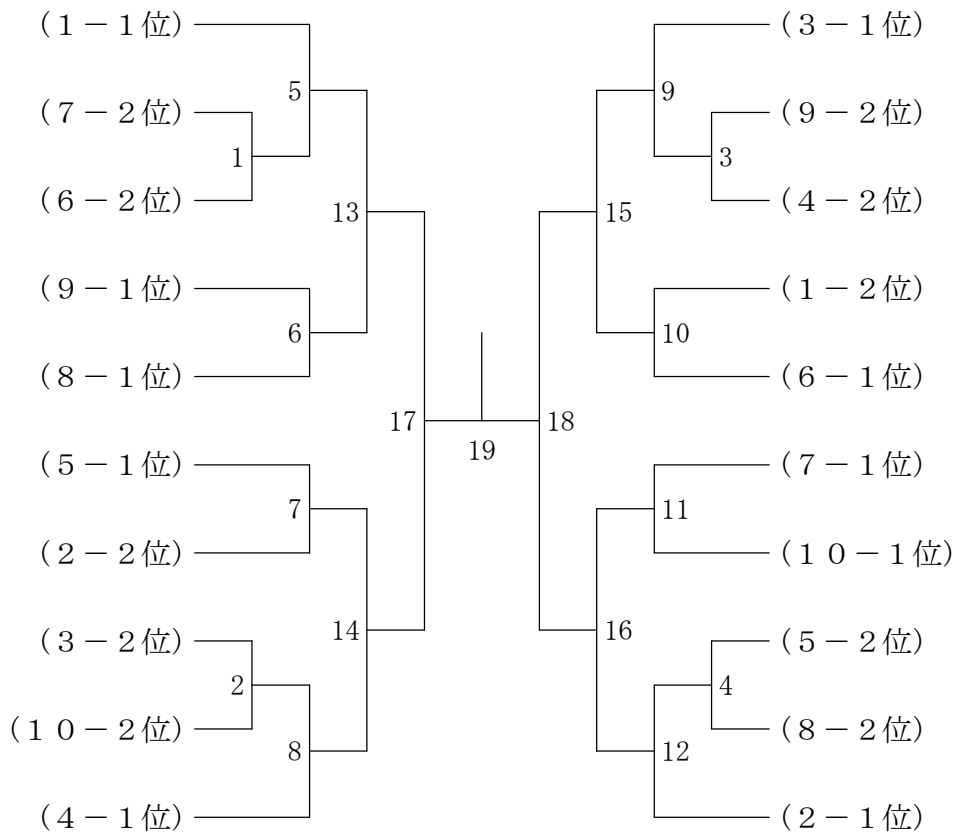 （１－１位）
（７－２位）
（６－２位）
（９－１位）
（８－１位）
（５－１位）
（２－２位）
（３－２位）
（１０－２位）
（４－１位）
5
1
13
6
17
7
14
2
8
19
（３－１位）
（９－２位）
（４－２位）
（１－２位）
（６－１位）
（７－１位）
（１０－１位）
（５－２位）
（８－２位）
（２－１位）
9
3
15
10
18
11
16
4
12